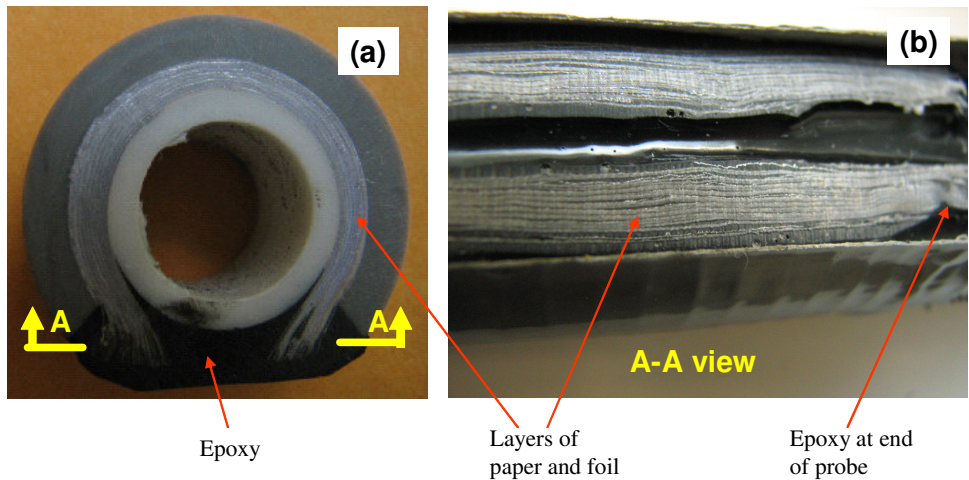 (a)
A
A
Epoxy
(b)
A-A view
Layers of
paper and foil
Epoxy at end
of probe